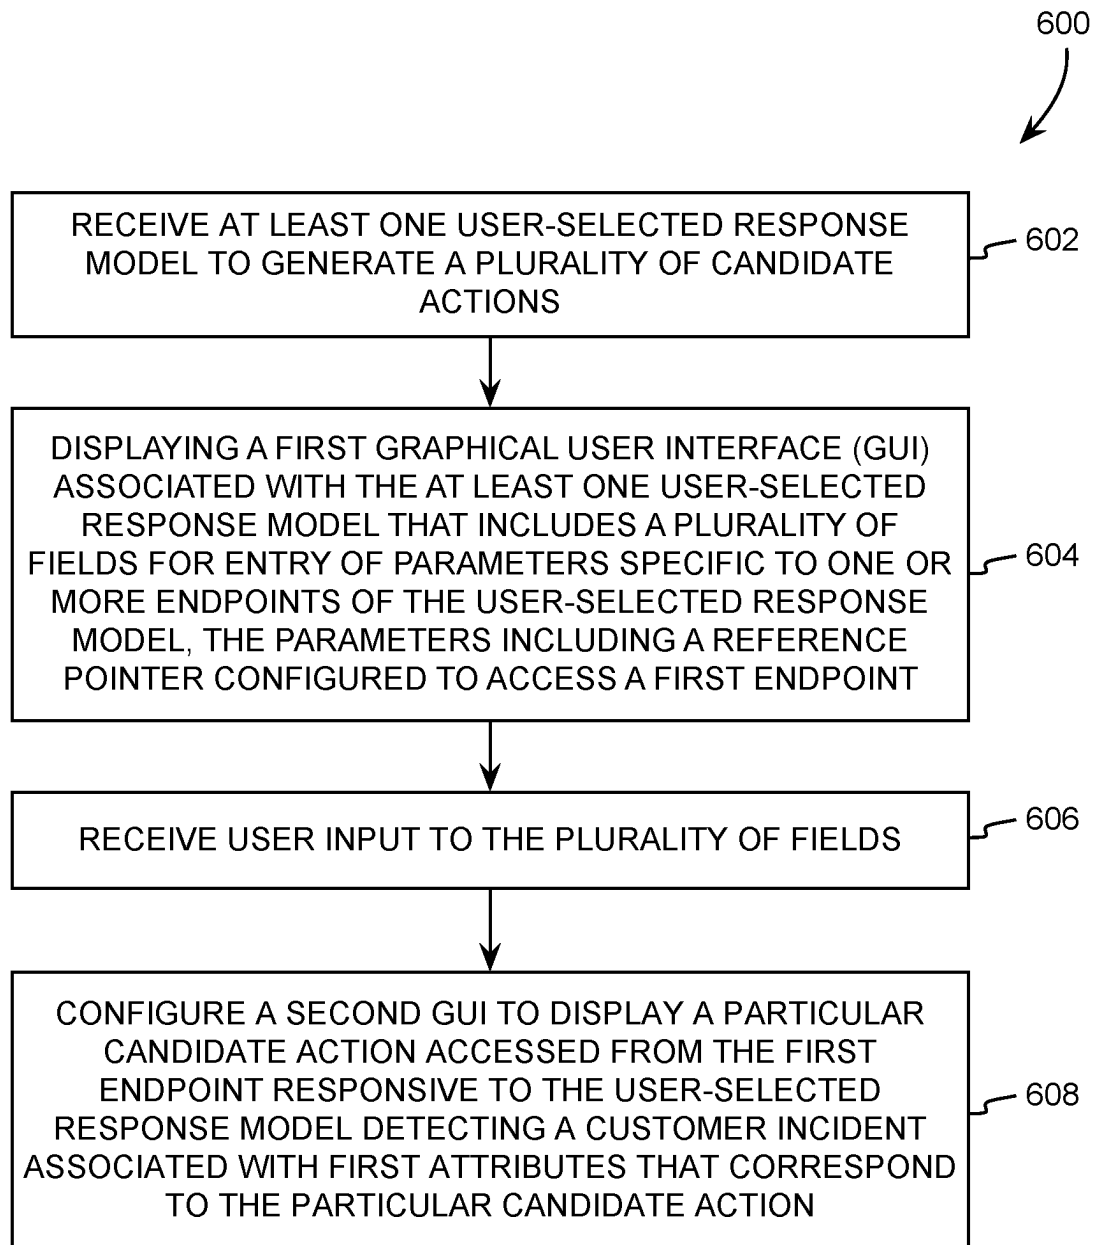 600
RECEIVE AT LEAST ONE USER-SELECTED RESPONSE
MODEL TO GENERATE A PLURALITY OF CANDIDATE
ACTIONS
602
DISPLAYING A FIRST GRAPHICAL USER INTERFACE (GUI)
ASSOCIATED WITH THE AT LEAST ONE USER-SELECTED
RESPONSE MODEL THAT INCLUDES A PLURALITY OF
FIELDS FOR ENTRY OF PARAMETERS SPECIFIC TO ONE OR
MORE ENDPOINTS OF THE USER-SELECTED RESPONSE
MODEL, THE PARAMETERS INCLUDING A REFERENCE
POINTER CONFIGURED TO ACCESS A FIRST ENDPOINT
604
RECEIVE USER INPUT TO THE PLURALITY OF FIELDS
606
CONFIGURE A SECOND GUI TO DISPLAY A PARTICULAR
CANDIDATE ACTION ACCESSED FROM THE FIRST
ENDPOINT RESPONSIVE TO THE USER-SELECTED
RESPONSE MODEL DETECTING A CUSTOMER INCIDENT
ASSOCIATED WITH FIRST ATTRIBUTES THAT CORRESPOND
TO THE PARTICULAR CANDIDATE ACTION
608